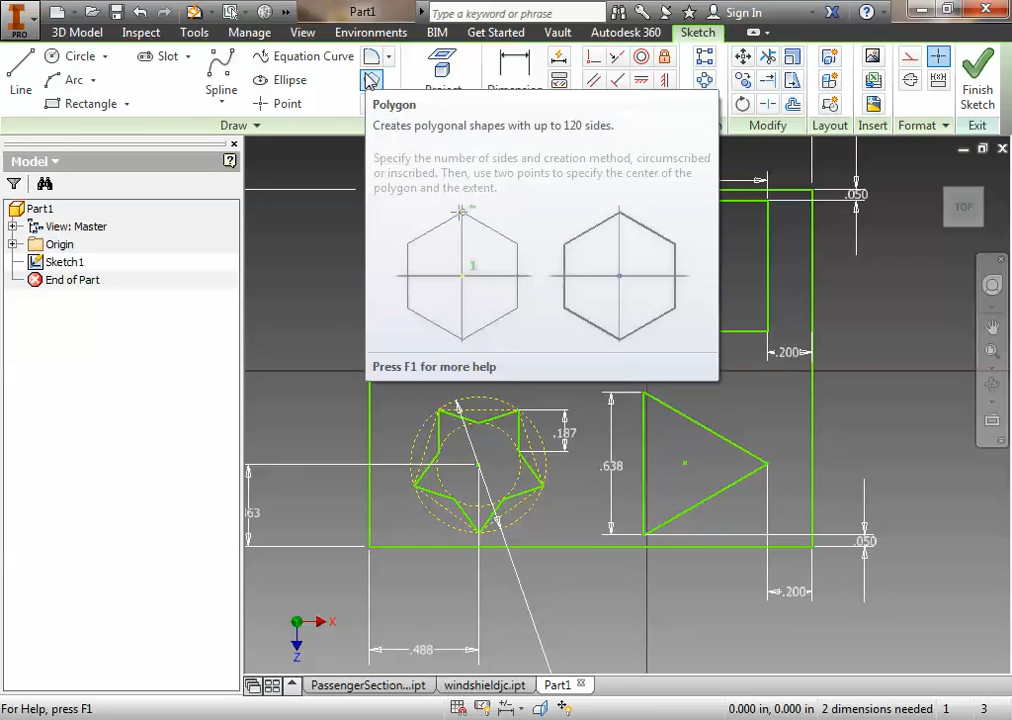 PRO
Part1
Type a keyword or phrase
Sign In
3D Model
Inspect
Tools
Manage
View
Environments
BIM
Get Started
Vault
Autodesk 360
Sketch
Line
Circle
Arc
Rectangle
Slot
Spline
Equation Curve
Ellipse
Point
Finish
Sketch
Draw
Modify
Layout
Insert
Format
Exit
Polygon
Creates polygonal shapes with up to 120 sides.
Specify the number of sides and creation method, circumscribed
or inscribed. Then, use two points to specify the center of the
polygon and the extent.
1
Press F1 for more help
Model
Part1
View: Master
Origin
Sketch1
End of Part
TOP
.050
.200
.187
.638
.050
.200
.488
X
Z
PassengerSection...ipt
windshieldjc.ipt
Part1
For Help, press F1
0.000 in, 0.000 in
2 dimensions needed
1
3